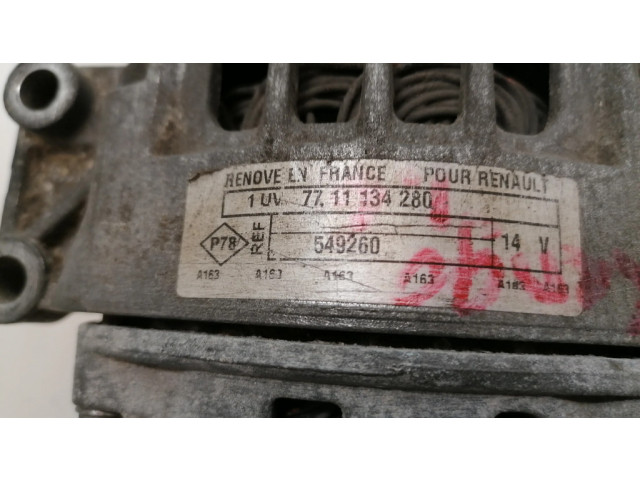 RENOVE EN FRANCE POUR RENAULT
1 UV 77 11 134 280
P78 REF 549260 14 V
A163 A163 A163 A163 A163 A163